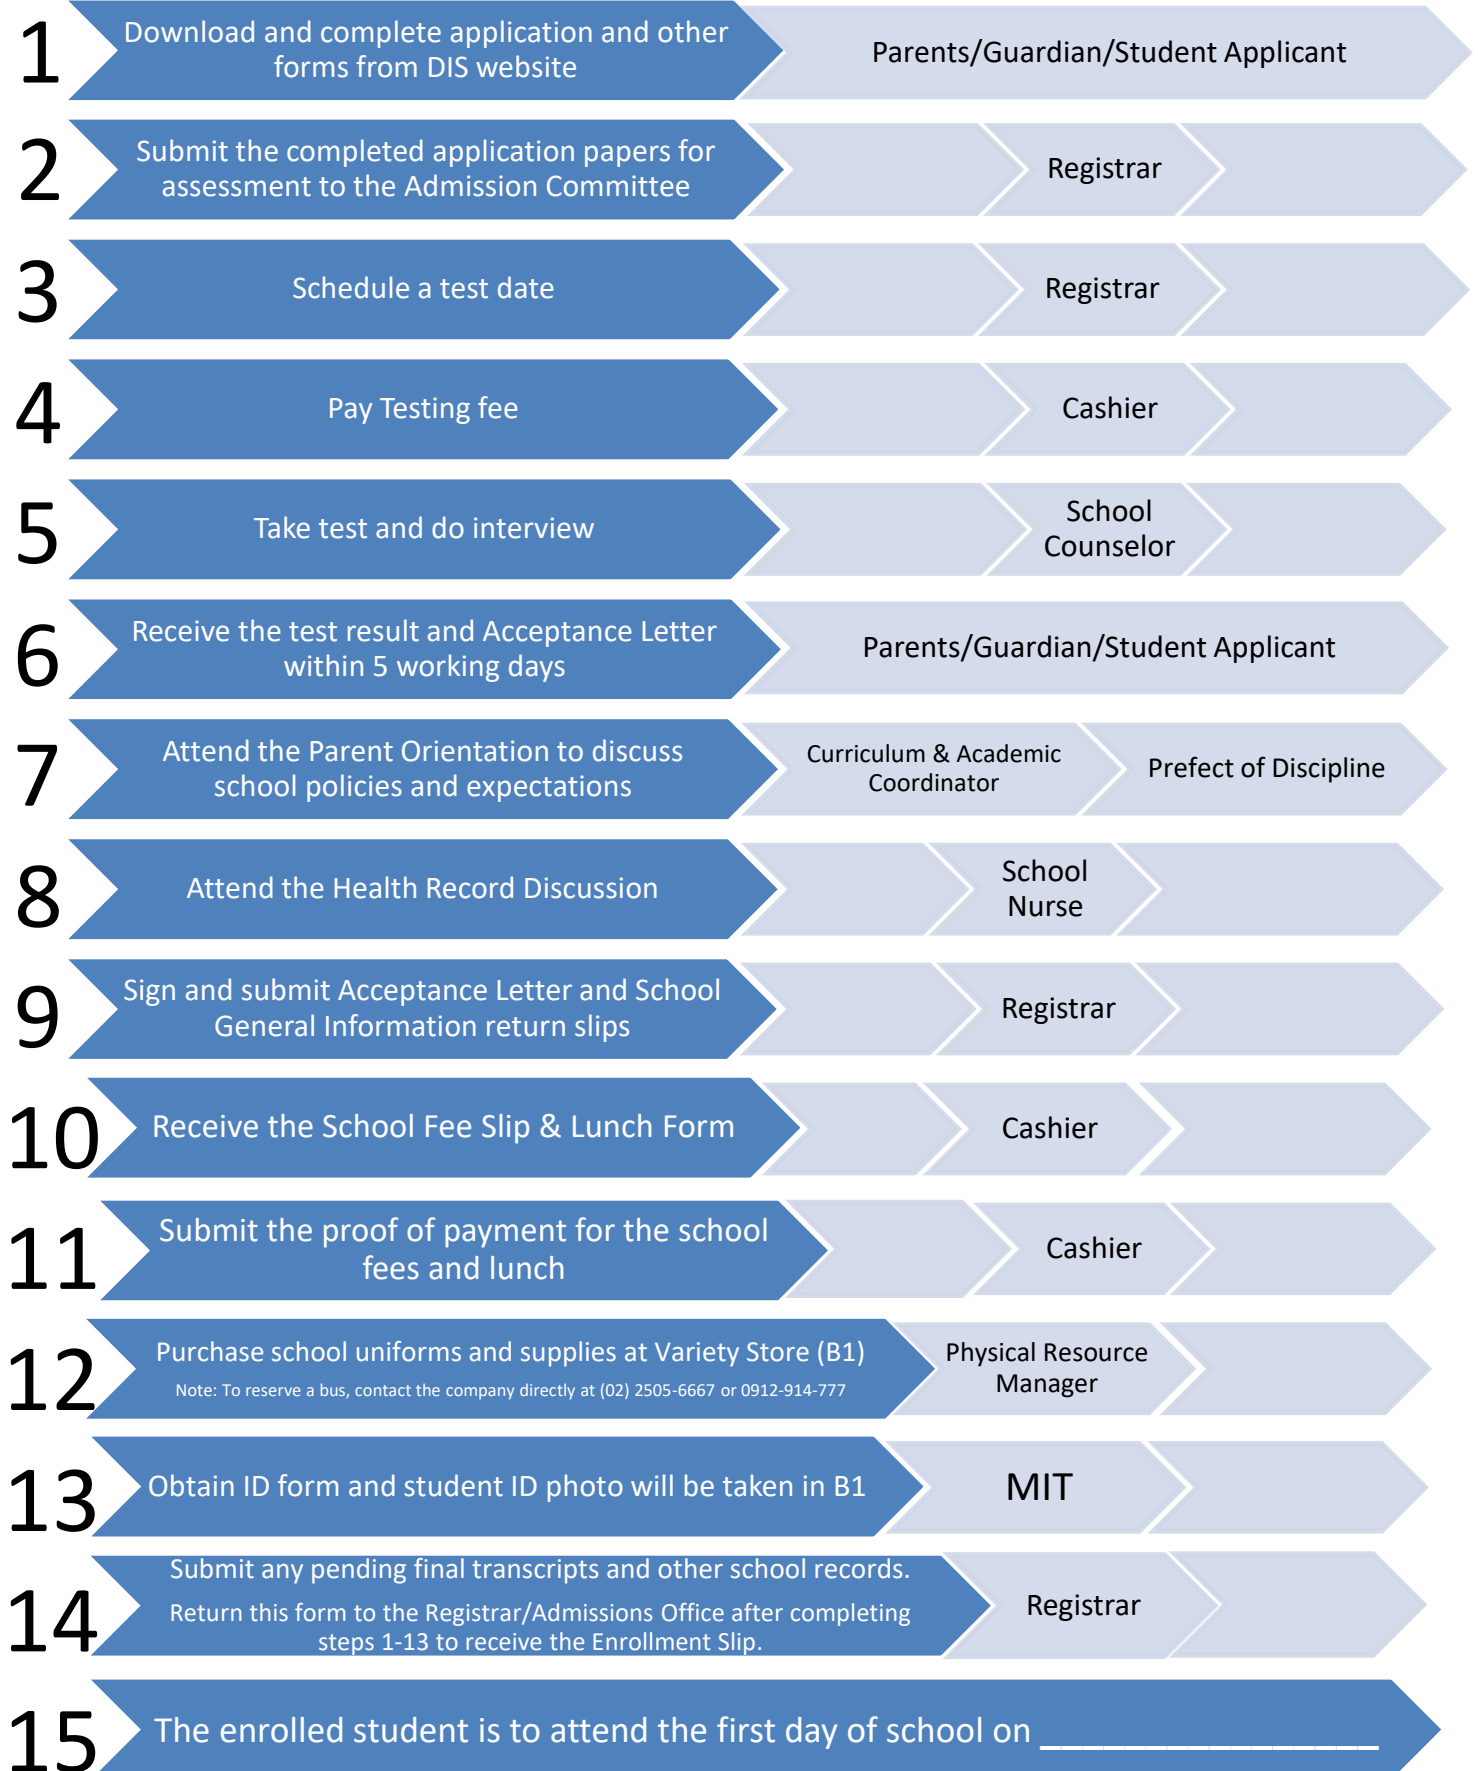 1
Download and complete application and other
forms from DIS website
Parents/Guardian/Student Applicant
2
Submit the completed application papers for
assessment to the Admission Committee
Registrar
3
Schedule a test date
Registrar
4
Pay Testing fee
Cashier
5
Take test and do interview
School
Counselor
6
Receive the test result and Acceptance Letter
within 5 working days
Parents/Guardian/Student Applicant
7
Attend the Parent Orientation to discuss
school policies and expectations
Curriculum & Academic
Coordinator
Prefect of Discipline
8
Attend the Health Record Discussion
School
Nurse
9
Sign and submit Acceptance Letter and School
General Information return slips
Registrar
10
Receive the School Fee Slip & Lunch Form
Cashier
11
Submit the proof of payment for the school
fees and lunch
Cashier
12
Purchase school uniforms and supplies at Variety Store (B1)
Note: To reserve a bus, contact the company directly at (02) 2505-6667 or 0912-914-777
Physical Resource
Manager
13
Obtain ID form and student ID photo will be taken in B1
MIT
14
Submit any pending final transcripts and other school records.
Return this form to the Registrar/Admissions Office after completing
steps 1-13 to receive the Enrollment Slip.
Registrar
15
The enrolled student is to attend the first day of school on ________________